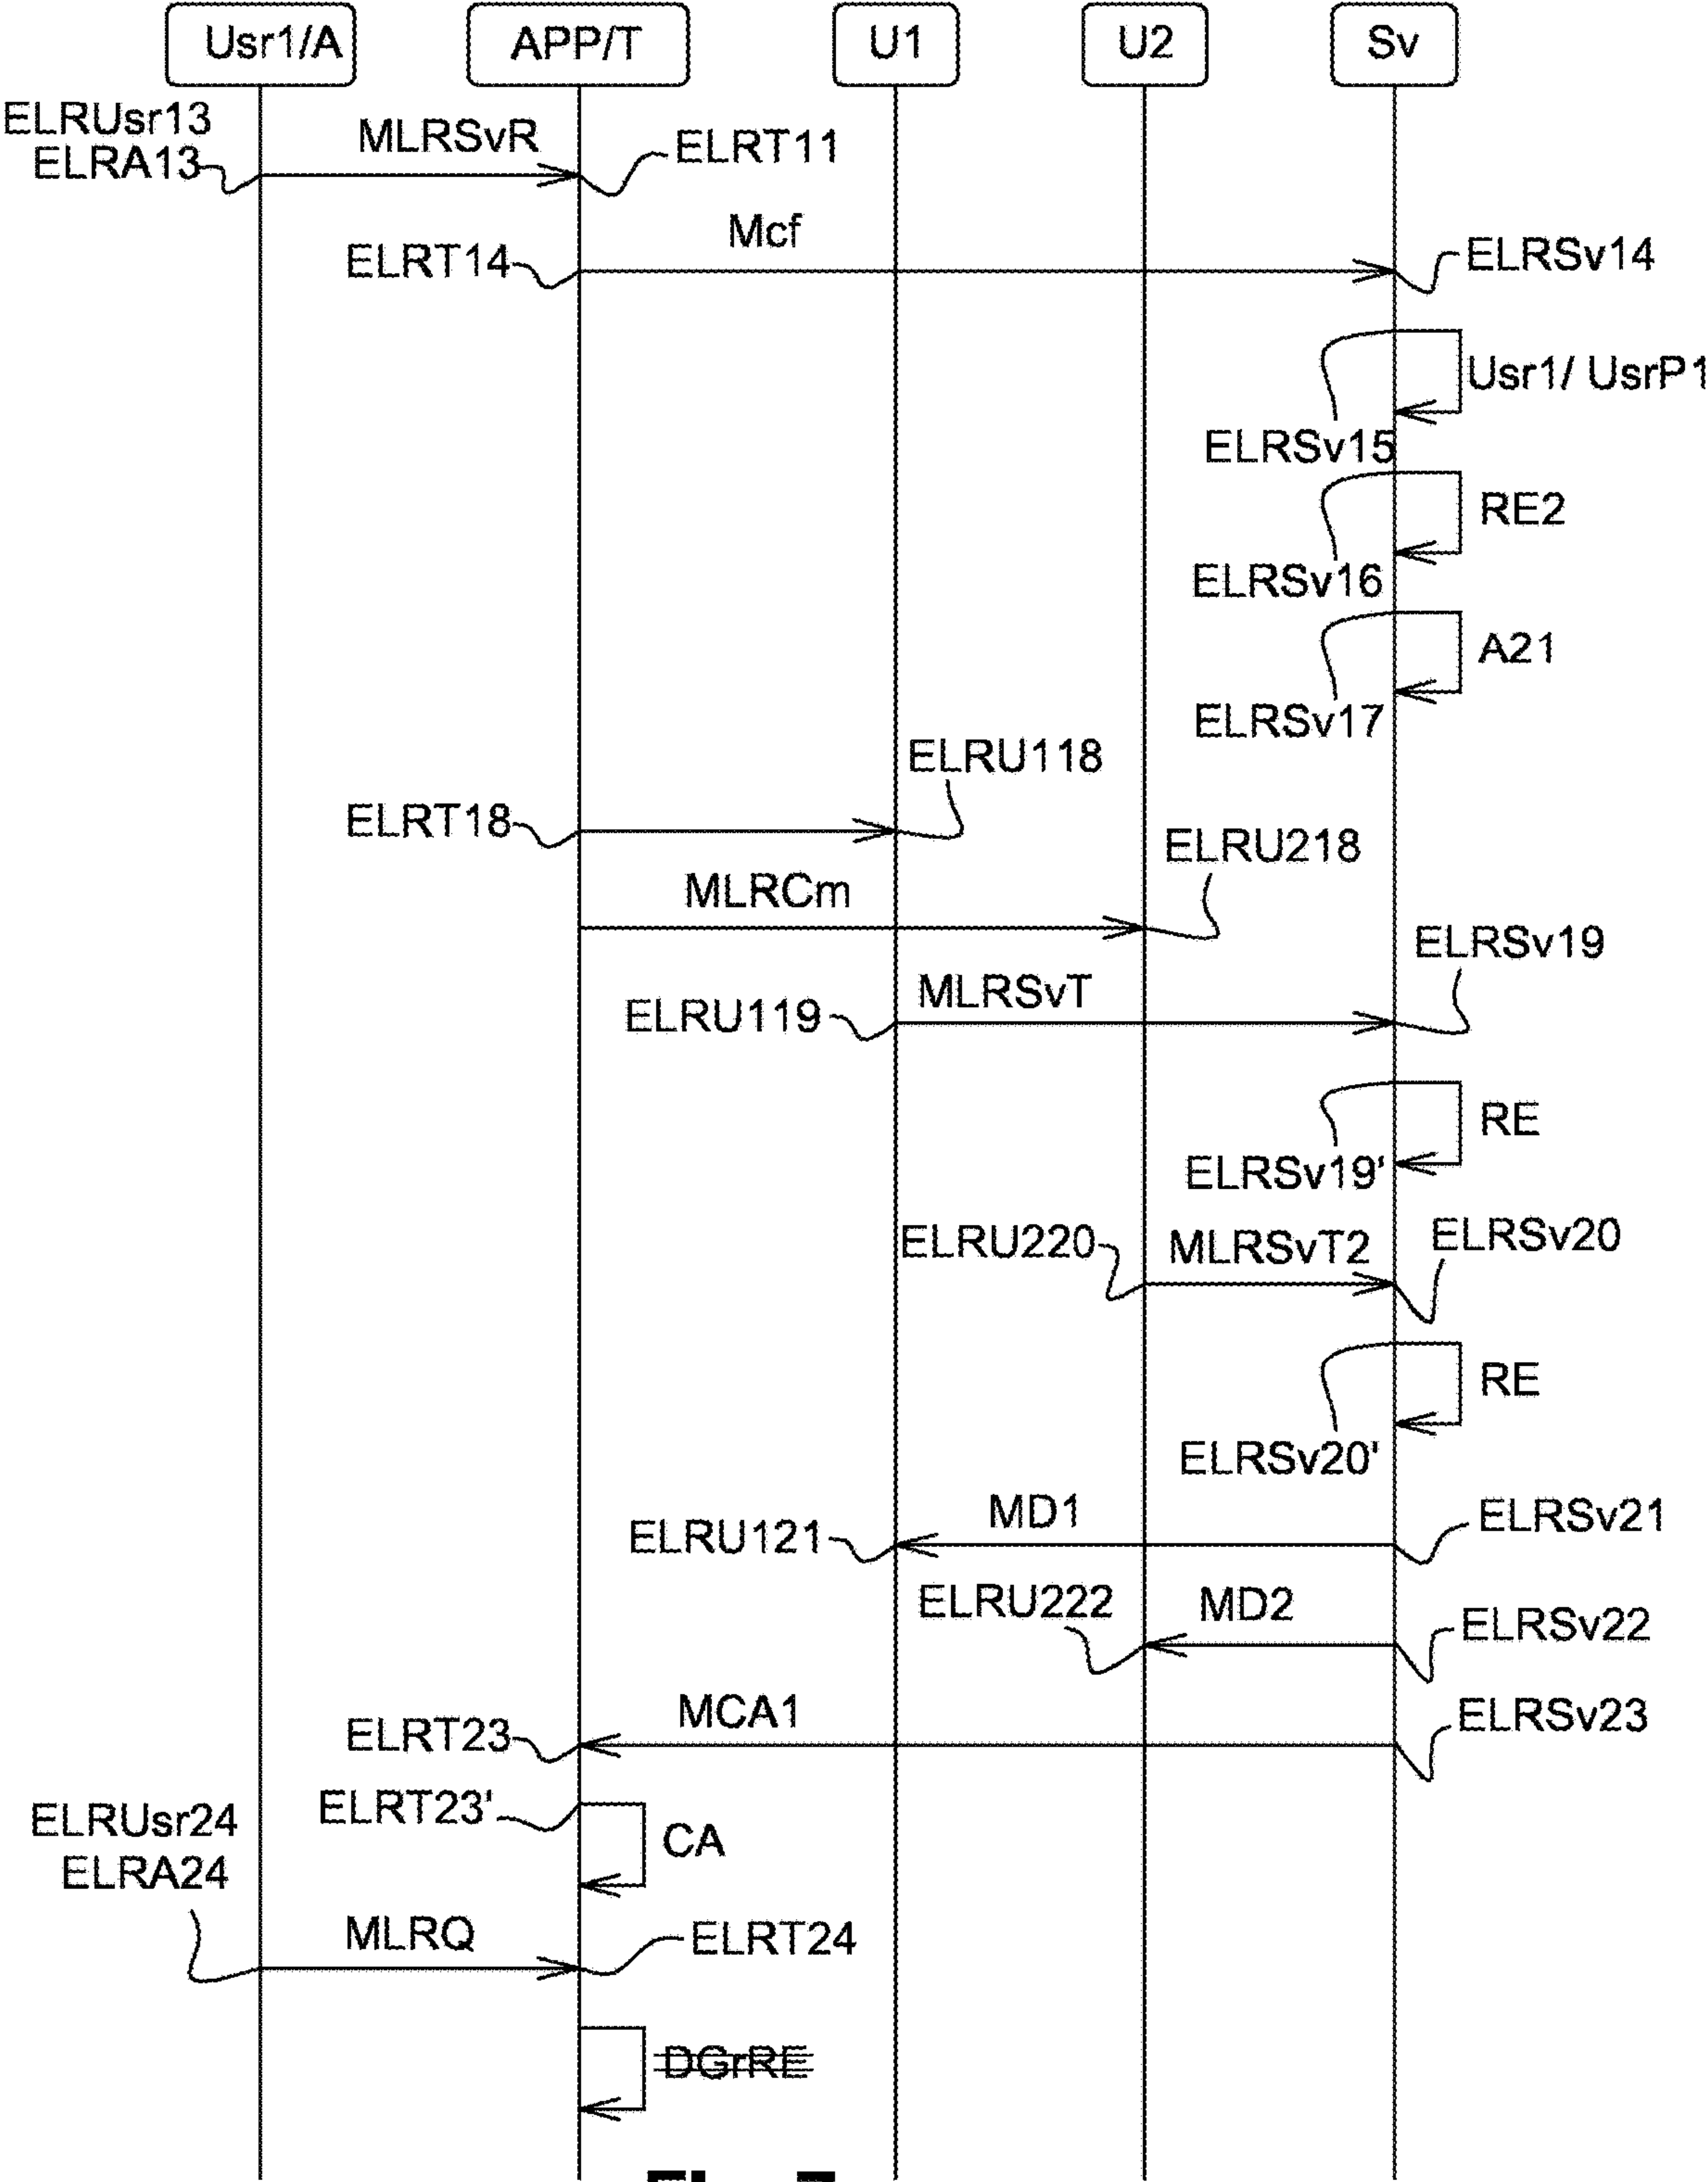 Usr1/A APP/T U1 U2 Sv
ELRUsr13
ELRA13 MLRSvR ELRT11
Mcf
ELRT14 ELRSv14
Usr1/ UsrP1
ELRSv15
RE2
ELRSv16
A21
ELRSv17
ELRU118
ELRT18
ELRU218
MLRCm
ELRSv19
MLRSvT
ELRU119
RE
ELRSv19'
ELRU220 MLRSvT2 ELRSv20
RE
ELRSv20'
MD1 ELRSv21
ELRU121
ELRU222 MD2 ELRSv22
MCA1 ELRSv23
ELRT23
ELRT23'
ELRUsr24
CA
ELRA24
MLRQ ELRT24
DGrRE